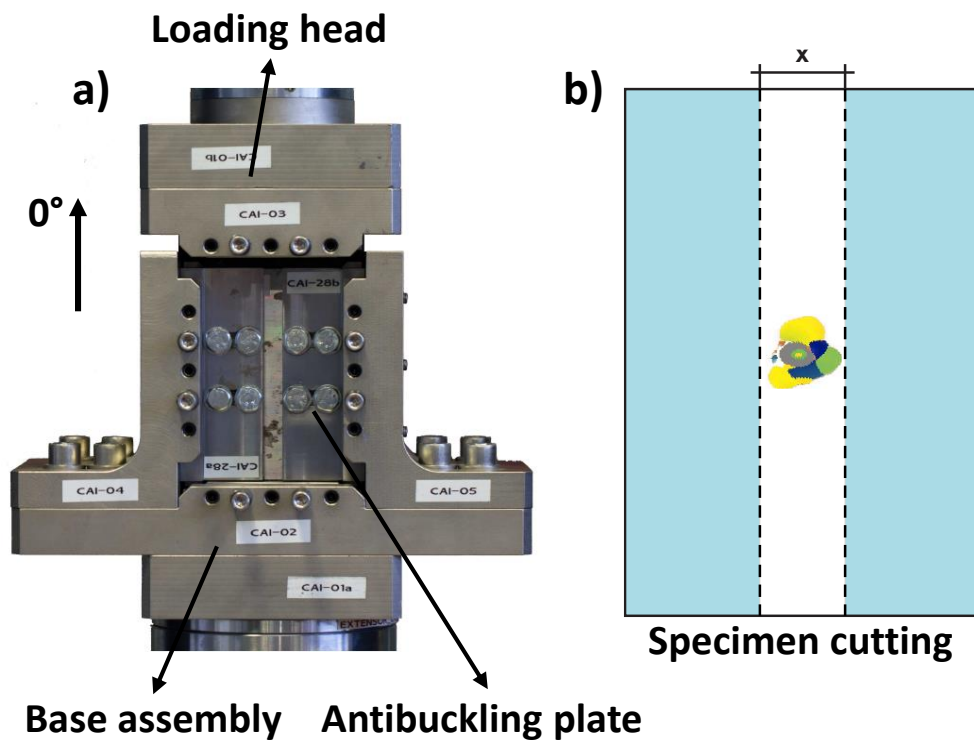 Loading head
a)
x
b)
CAI-01b
0°
CAI-03
CAI-28b
CAI-28a
CAI-04
CAI-05
CAI-02
CAI-01a
Specimen cutting
Base assembly
Antibuckling plate